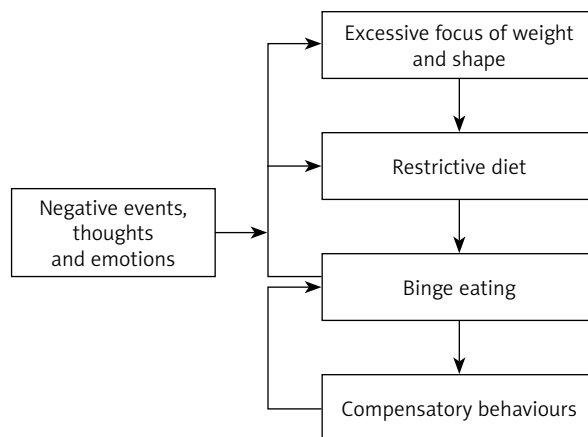 Excessive focus of weight
and shape
Restrictive diet
Negative events,
thoughts
and emotions
Binge eating
Compensatory behaviours